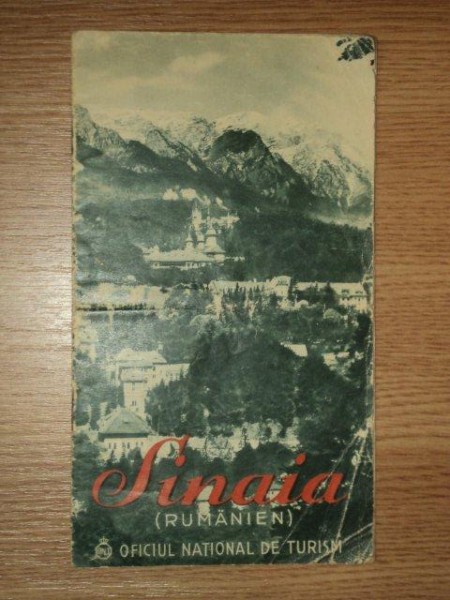 Sinaia
(RUMÄNIEN)
OFICIUL NATIONAL DE TURISM